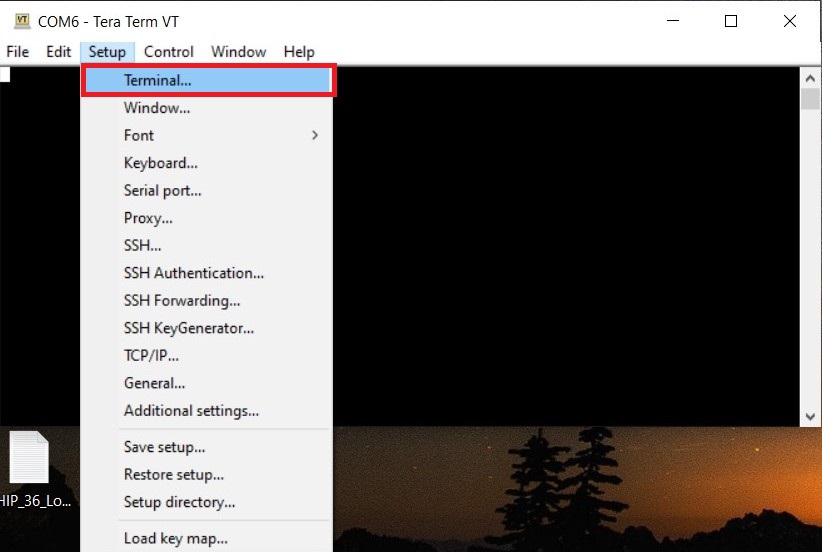 VT COM6 - Tera Term VT
File Edit Setup Control Window Help
Terminal...
Window...
Font
Keyboard...
Serial port...
Proxy...
SSH...
SSH Authentication...
SSH Forwarding...
SSH KeyGenerator...
TCP/IP...
General...
Additional settings...
Save setup...
Restore setup...
Setup directory...
Load key map...
HIP_36_Lo...